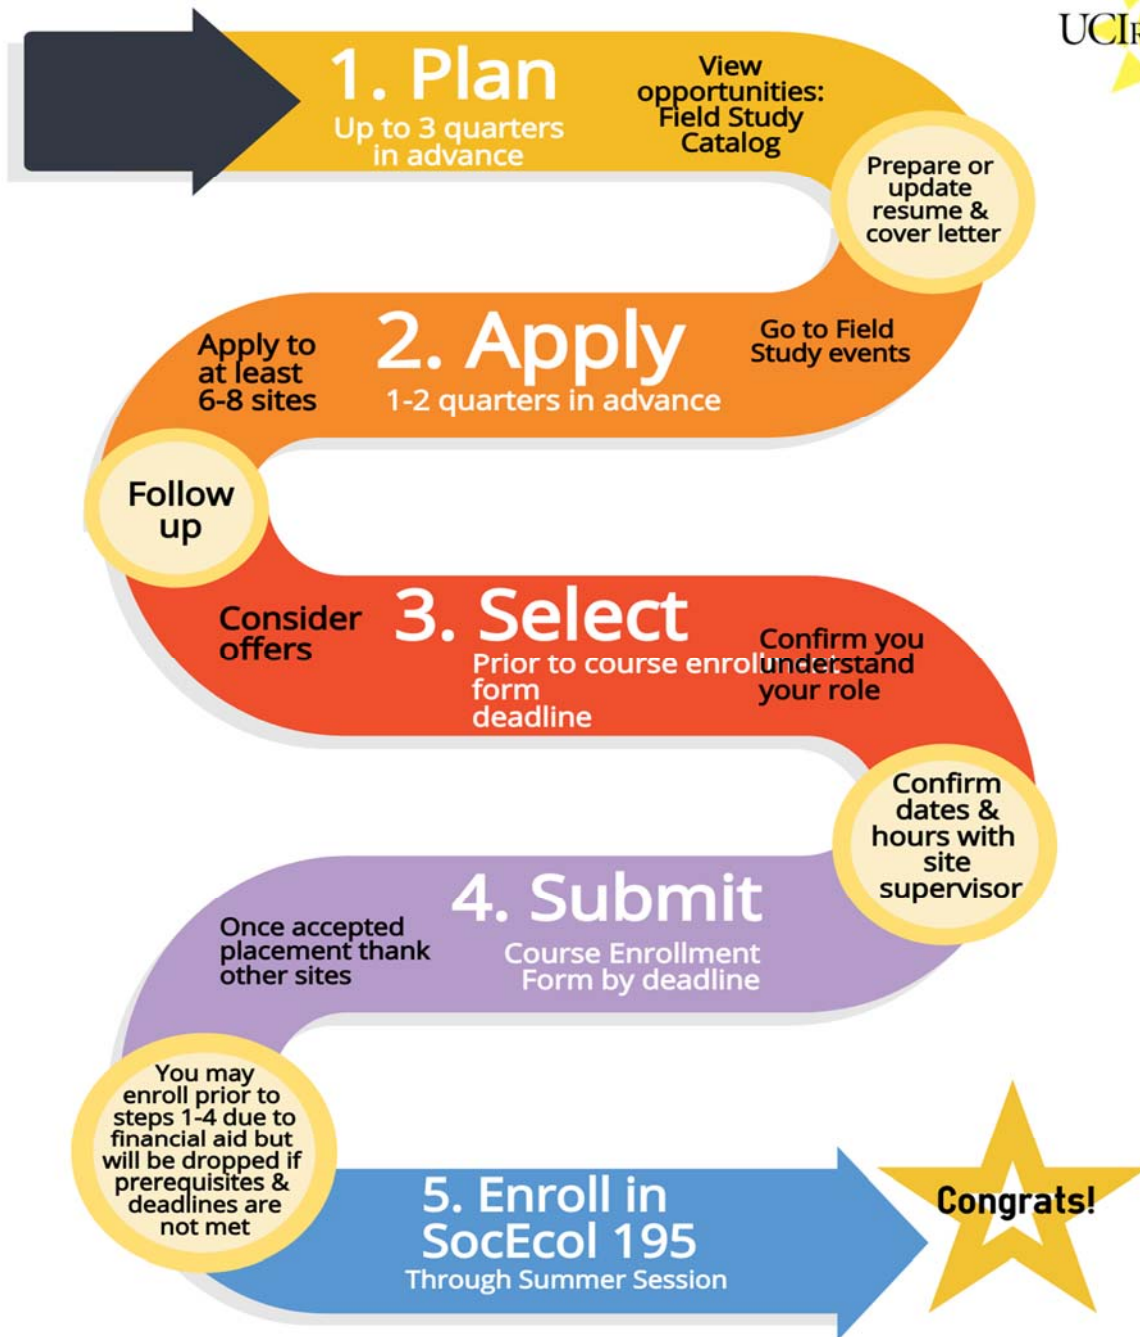 UCI
1. Plan
Up to 3 quarters
in advance
View
opportunities:
Field Study
Catalog
Prepare or
update
resume &
cover letter
Go to Field
Study events
2. Apply
1-2 quarters in advance
Apply to
at least
6-8 sites
Follow
up
Consider
offers
3. Select
Prior to course enrollment
form
deadline
Confirm you
understand
your role
Confirm
dates &
hours with
site
supervisor
4. Submit
Course Enrollment
Form by deadline
Once accepted
placement thank
other sites
You may
enroll prior to
steps 1-4 due to
financial aid but
will be dropped if
prerequisites &
deadlines are
not met
5. Enroll in
SocEcol 195
Through Summer Session
Congrats!